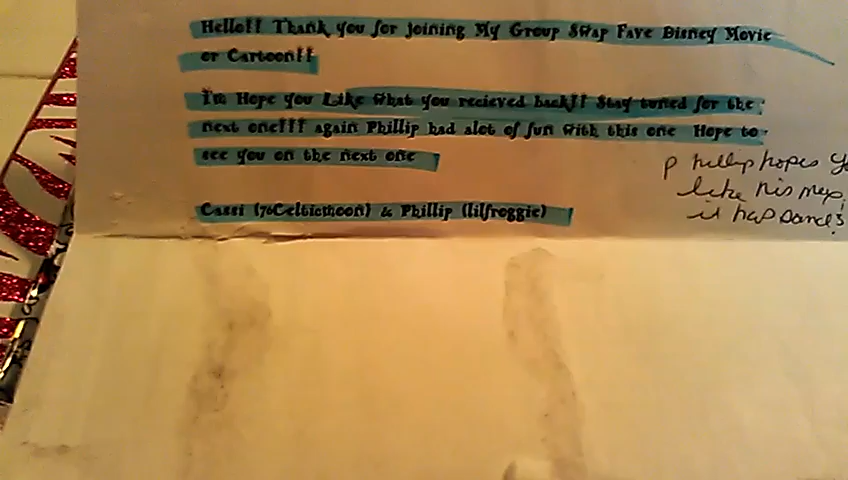 Hello!! Thank you for joining My Group Swap Fave Disney Movie
or Cartoon!!
I'm Hope you Like what you recieved back!! Stay tuned for the
next one!!! again Phillip had alot of fun with this one Hope to
see you on the next one
Cassi (76Celticmoon) & Phillip (lilfroggie)
Phillip hopes
like his
it has